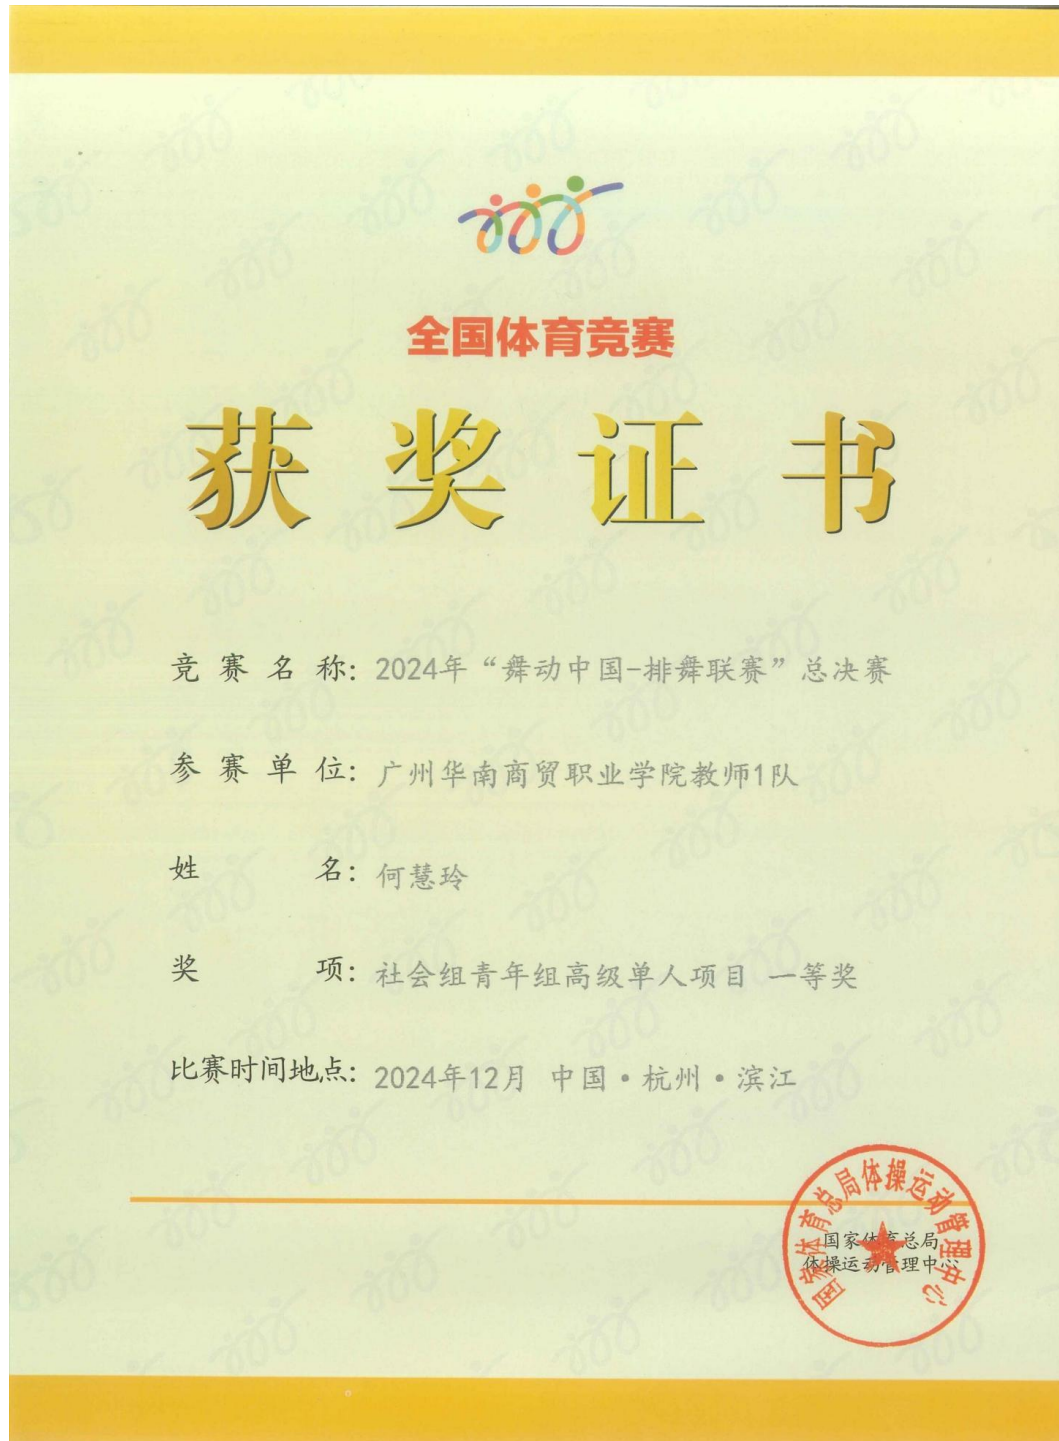 全国体育竞赛
获奖证书
竞赛名称：2024年“舞动中国-排舞联赛”总决赛
参赛单位：广州华南商贸职业学院教师1队
姓名：何慧玲
奖项：社会组青年组高级单人项目 一等奖
比赛时间地点：2024年12月 中国·杭州·滨江
国家体育总局体操运动管理中心
国家体育总局
体操运动管理中心